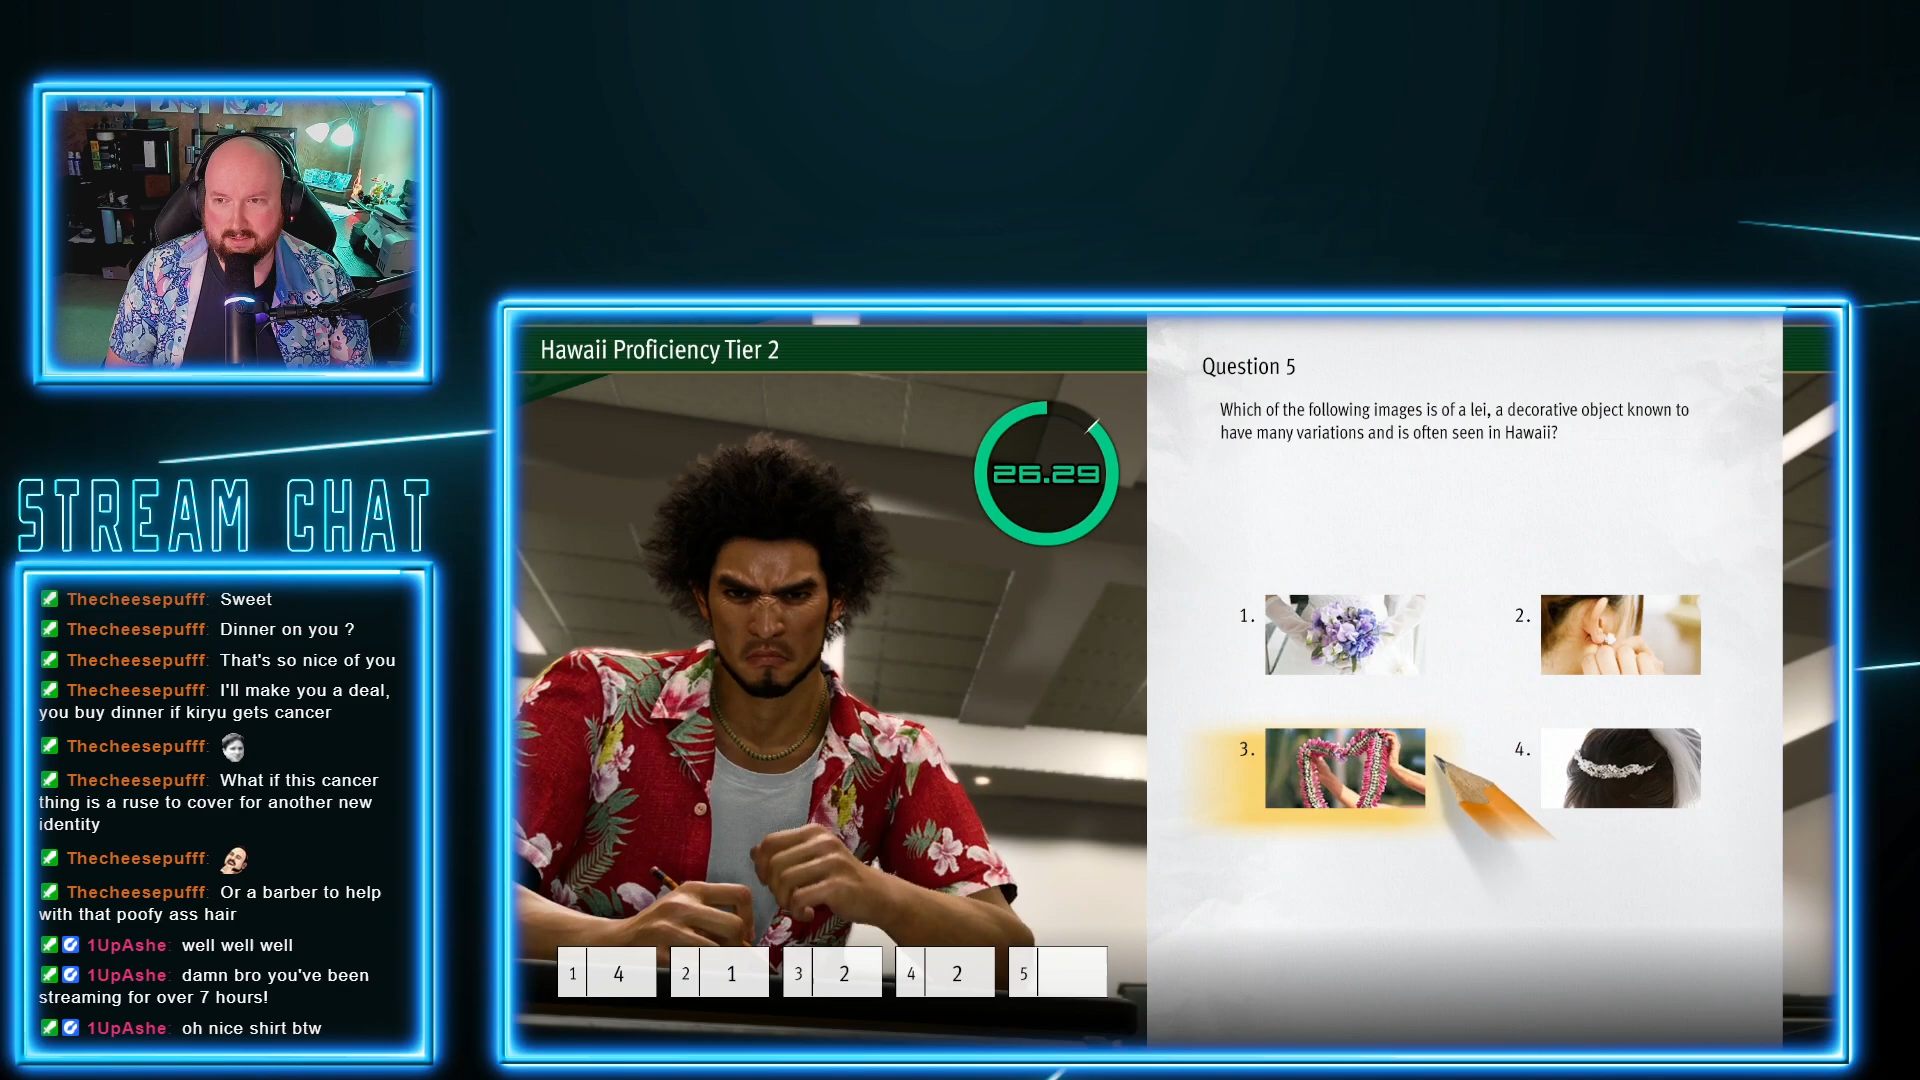 STREAM CHAT
Thecheesepufff: Sweet
Thecheesepufff: Dinner on you ?
Thecheesepufff: That's so nice of you
Thecheesepufff: I'll make you a deal,
you buy dinner if kiryu gets cancer
Thecheesepufff:
Thecheesepufff: What if this cancer
thing is a ruse to cover for another new
identity
Thecheesepufff:
Thecheesepufff: Or a barber to help
with that poofy ass hair
1UpAshe: well well well
1UpAshe: damn bro you've been
streaming for over 7 hours!
1UpAshe: oh nice shirt btw
Hawaii Proficiency Tier 2
26.29
1 4 2 1 3 2 4 2 5
Question 5
Which of the following images is of a lei, a decorative object known to
have many variations and is often seen in Hawaii?
1. 2.
3. 4.